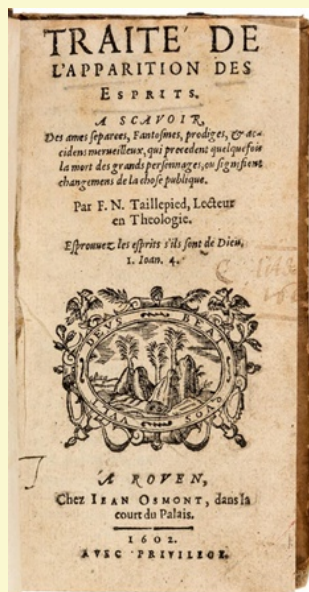 TRAITE' DE
L'APPARITION DES
ESPRITS.
A SCAVOIR,
Des ames separees, Fantosmes, prodiges, & ac-
cidens merueilleux, qui precedent quelquefois
la mort des grands personnages, ou signifient
changemens de la chose publique.
Par F. N. Taillepied, Lecteur
en Theologie.
Esprouuez les esprits s'ils sont de Dieu,
1. Ioan. 4.
DEVS
A ROVEN,
Chez IEAN OSMONT, dans la
court du Palais.
1602.
AVEC PRIVILEGE.